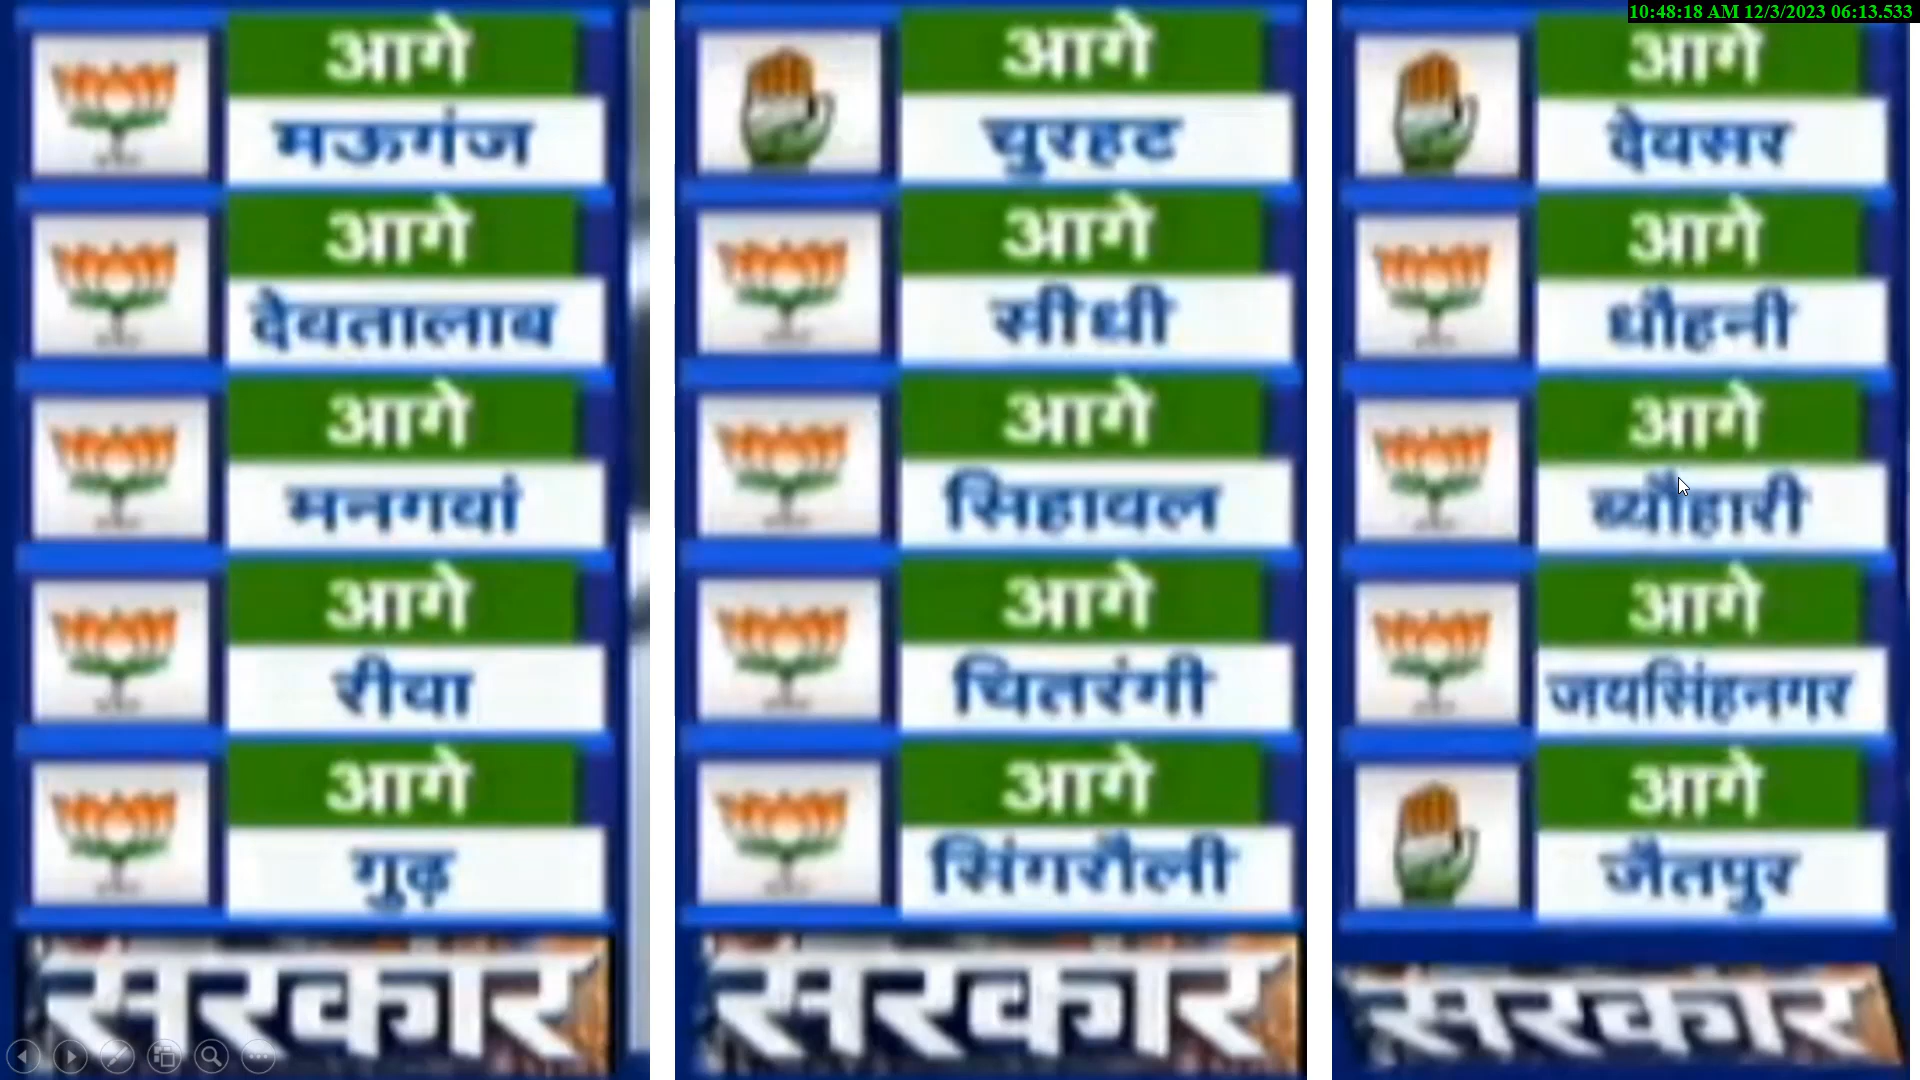 10:48:18 AM 12/3/2023 06:13.533
आगे
मऊगंज
आगे
देवतालाब
आगे
मनगवां
आगे
रीवा
आगे
गुढ़
सरकार
आगे
चुरहट
आगे
सीधी
आगे
सिहावल
आगे
चितरंगी
आगे
सिंगरौली
सरकार
आगे
देवसर
आगे
धौहनी
आगे
ब्यौहारी
आगे
जयसिंहनगर
आगे
जैतपुर
सरकार